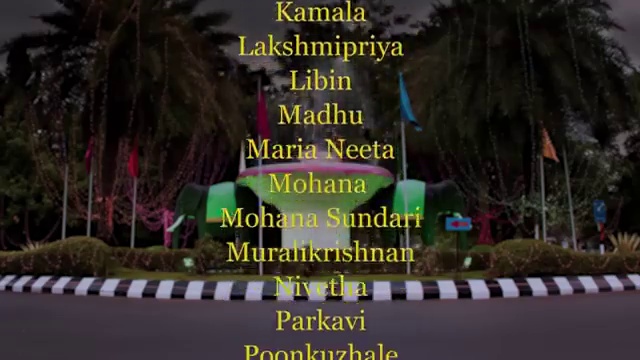 Kamala
Lakshmipriya
Libin
Madhu
Maria Neeta
Mohana
Mohana Sundari
Muralikrishnan
Nivetha
Parkavi
Poonkuzhale